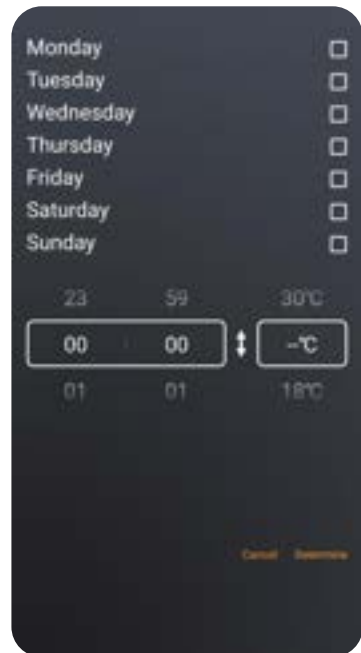 Monday
Tuesday
Wednesday
Thursday
Friday
Saturday
Sunday
23 59 30°C
00 : 00 --°C
01 01 18°C
Cancel Determine